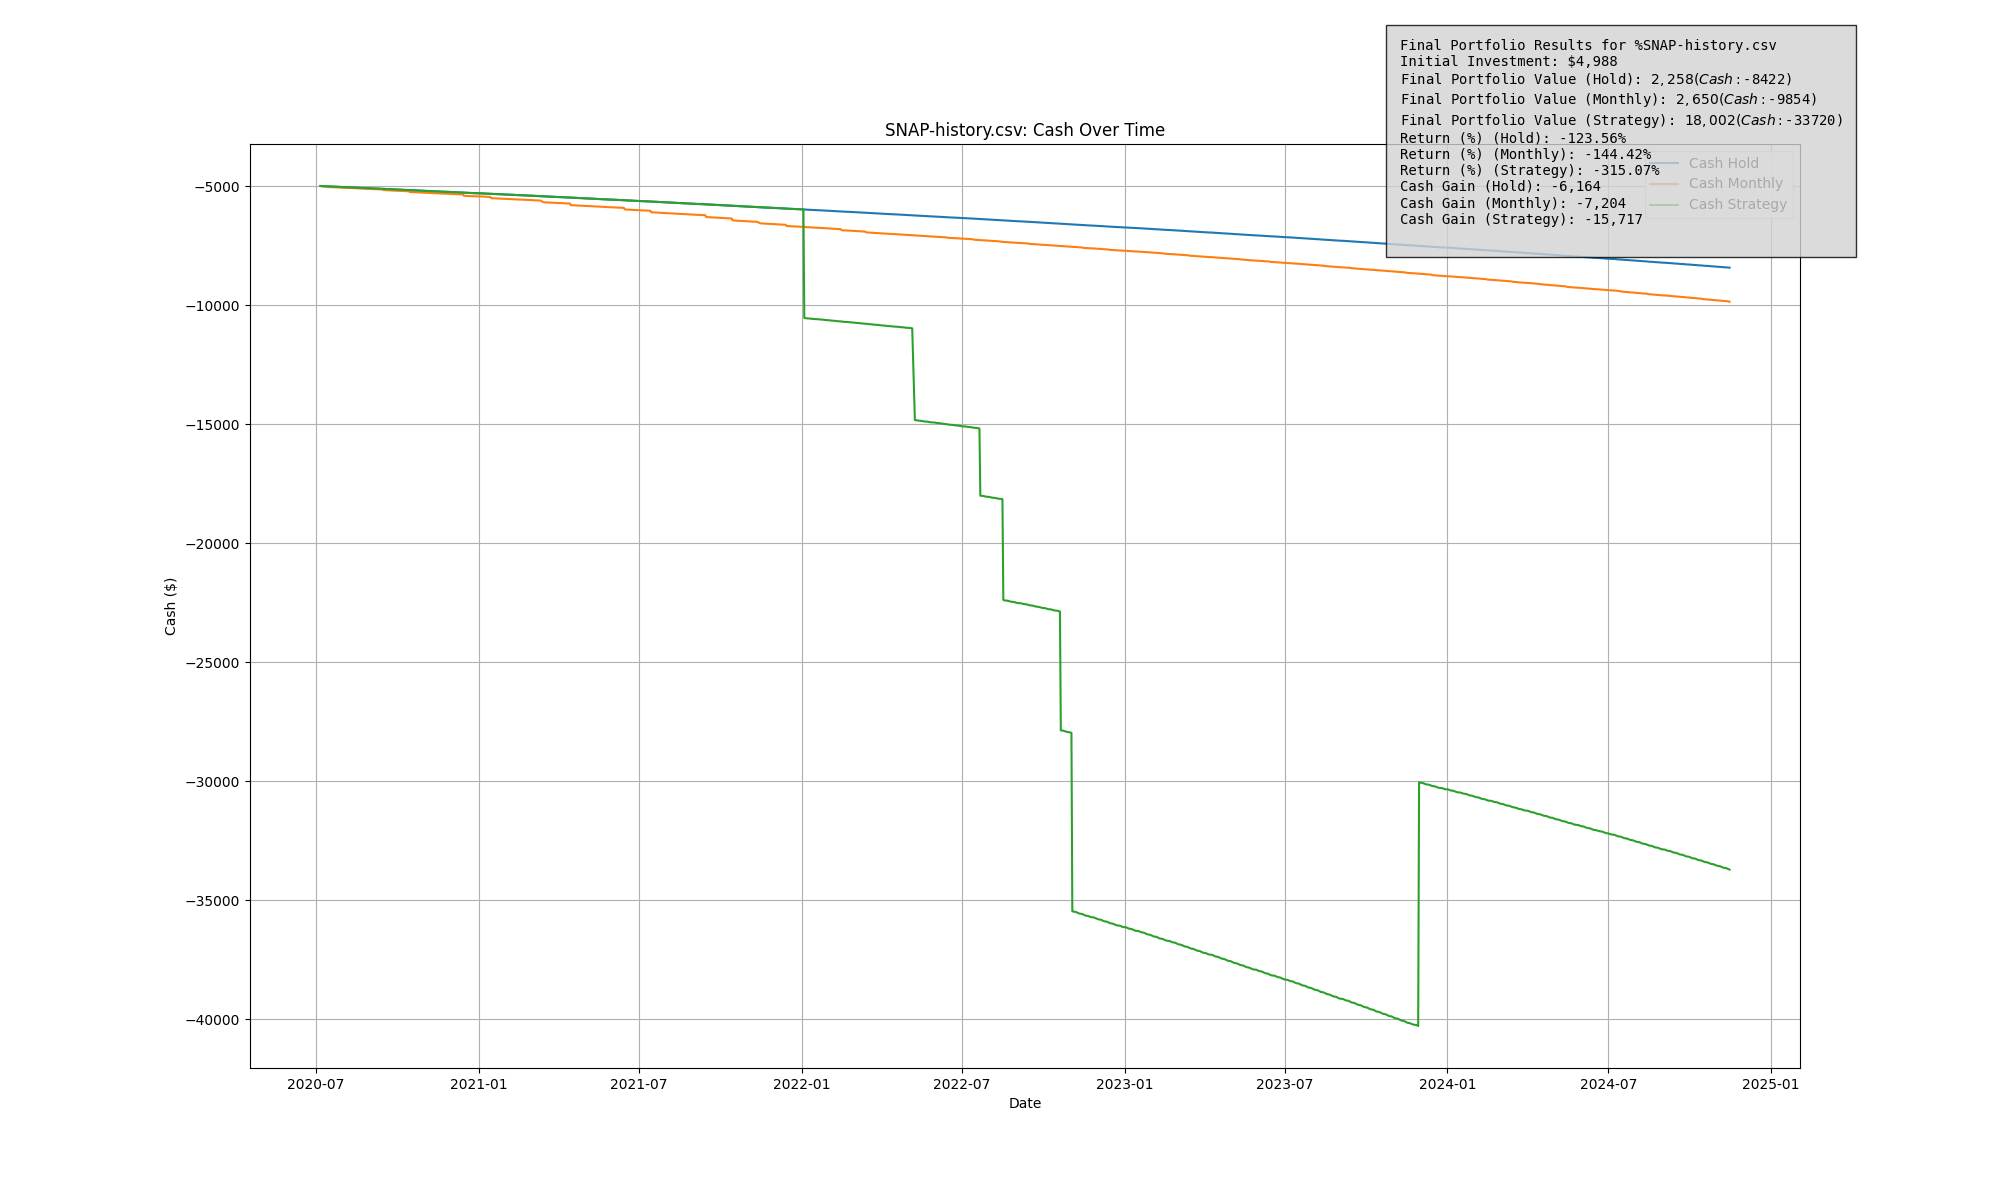 Final Portfolio Results for %SNAP-history.csv
Initial Investment: $4,988
Final Portfolio Value (Hold): 2,258(Cash:-8422)
Final Portfolio Value (Monthly): 2,650(Cash:-9854)
Final Portfolio Value (Strategy): 18,002(Cash:-33720)
Return (%) (Hold): -123.56%
Return (%) (Monthly): -144.42%
Return (%) (Strategy): -315.07%
Cash Gain (Hold): -6,164
Cash Gain (Monthly): -7,204
Cash Gain (Strategy): -15,717
SNAP-history.csv: Cash Over Time
Cash Hold
Cash Monthly
Cash Strategy
−5000
−10000
−15000
−20000
−25000
−30000
−35000
−40000
Cash ($)
2020-07 2021-01 2021-07 2022-01 2022-07 2023-01 2023-07 2024-01 2024-07 2025-01
Date